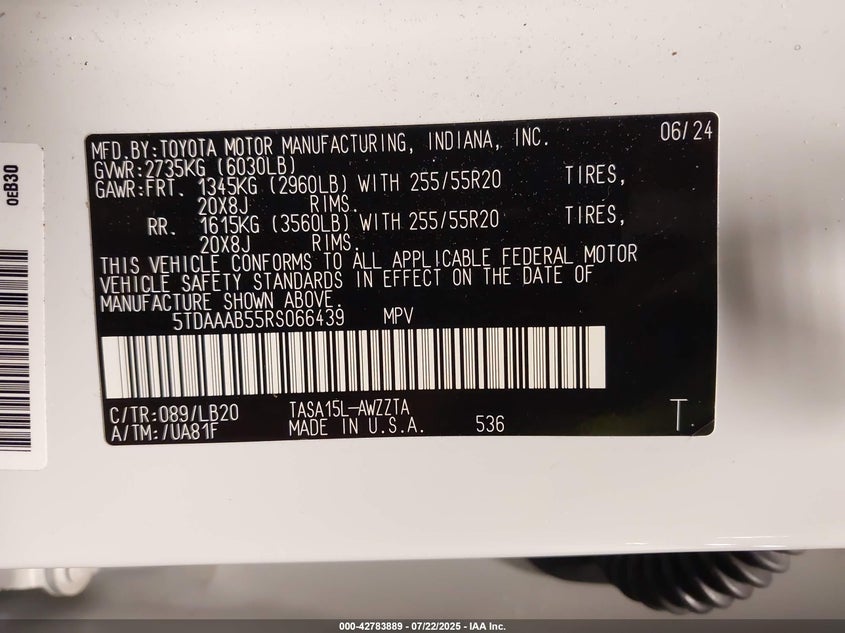 MFD.BY:TOYOTA MOTOR MANUFACTURING, INDIANA, INC. 06/24
GVWR:2735KG (6030LB)
GAWR:FRT. 1345KG (2960LB) WITH 255/55R20 TIRES,
20X8J RIMS.
RR. 1615KG (3560LB) WITH 255/55R20 TIRES,
20X8J RIMS.
THIS VEHICLE CONFORMS TO ALL APPLICABLE FEDERAL MOTOR
VEHICLE SAFETY STANDARDS IN EFFECT ON THE DATE OF
MANUFACTURE SHOWN ABOVE.
5TDAAAB55RS066439 MPV
C/TR:089/LB20 TASA15L-AWZZTA
A/TM:/UA81F MADE IN U.S.A. 536 T
0EB30
000-42783889 - 07/22/2025 - IAA Inc.